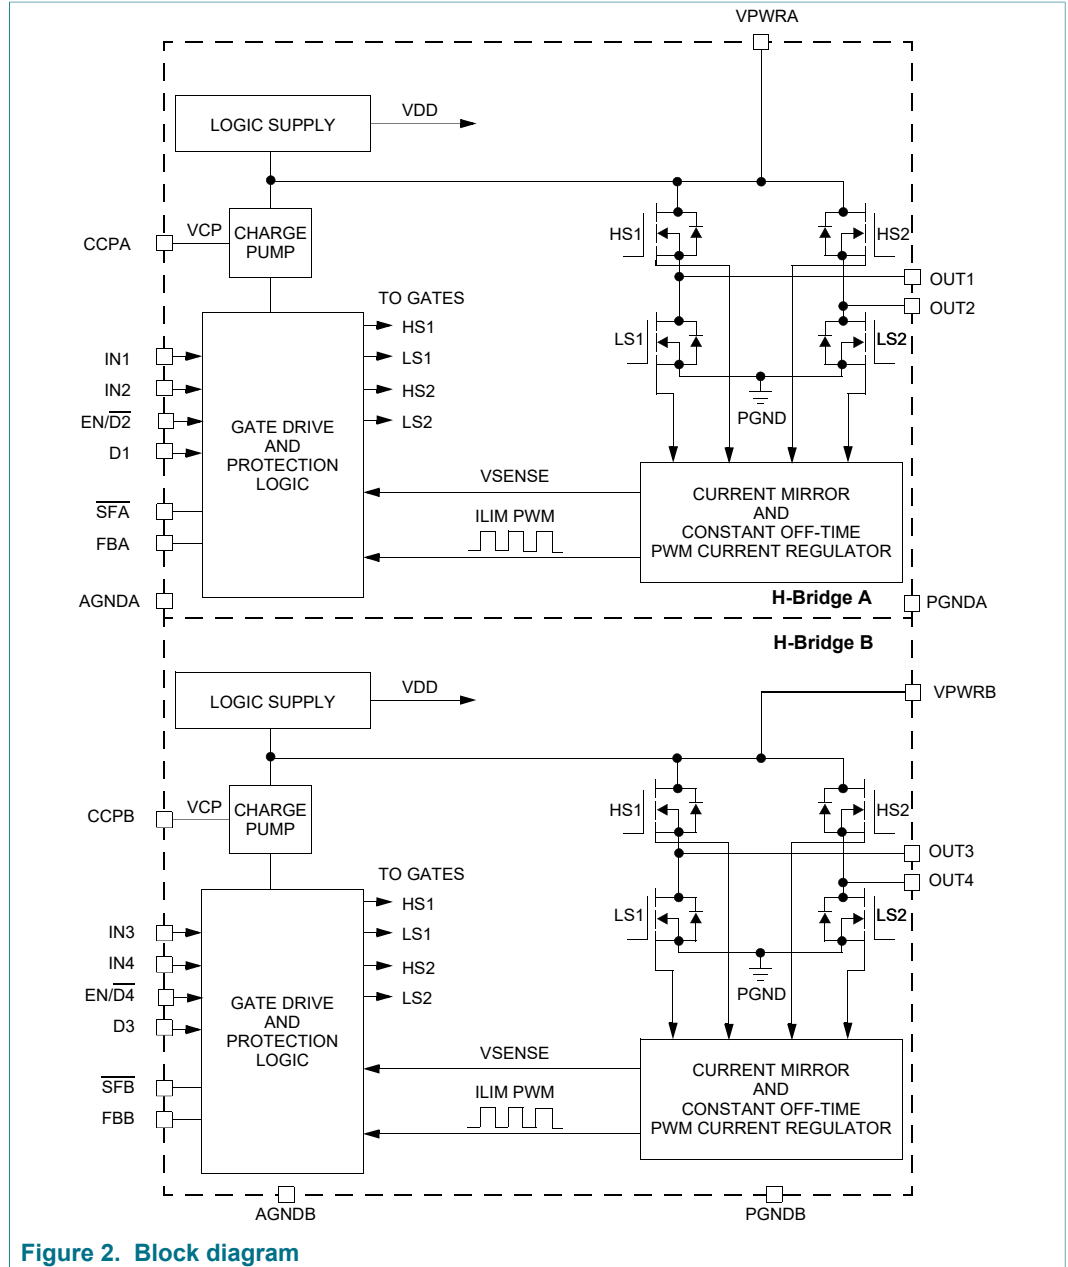 VPWRA
LOGIC SUPPLY
VDD
CCPA
VCP
CHARGE
PUMP
HS1
HS2
OUT1
OUT2
TO GATES
HS1
LS1
HS2
LS2
LS1
LS2
PGND
IN1
IN2
EN/D2
D1
SFA
FBA
GATE DRIVE
AND
PROTECTION
LOGIC
VSENSE
ILIM PWM
CURRENT MIRROR
AND
CONSTANT OFF-TIME
PWM CURRENT REGULATOR
AGNDA
H-Bridge A
PGNDA
H-Bridge B
LOGIC SUPPLY
VDD
VPWRB
CCPB
VCP
CHARGE
PUMP
HS1
HS2
OUT3
OUT4
TO GATES
HS1
LS1
HS2
LS2
LS1
LS2
PGND
IN3
IN4
EN/D4
D3
SFB
FBB
GATE DRIVE
AND
PROTECTION
LOGIC
VSENSE
ILIM PWM
CURRENT MIRROR
AND
CONSTANT OFF-TIME
PWM CURRENT REGULATOR
AGNDB
PGNDB
Figure 2. Block diagram